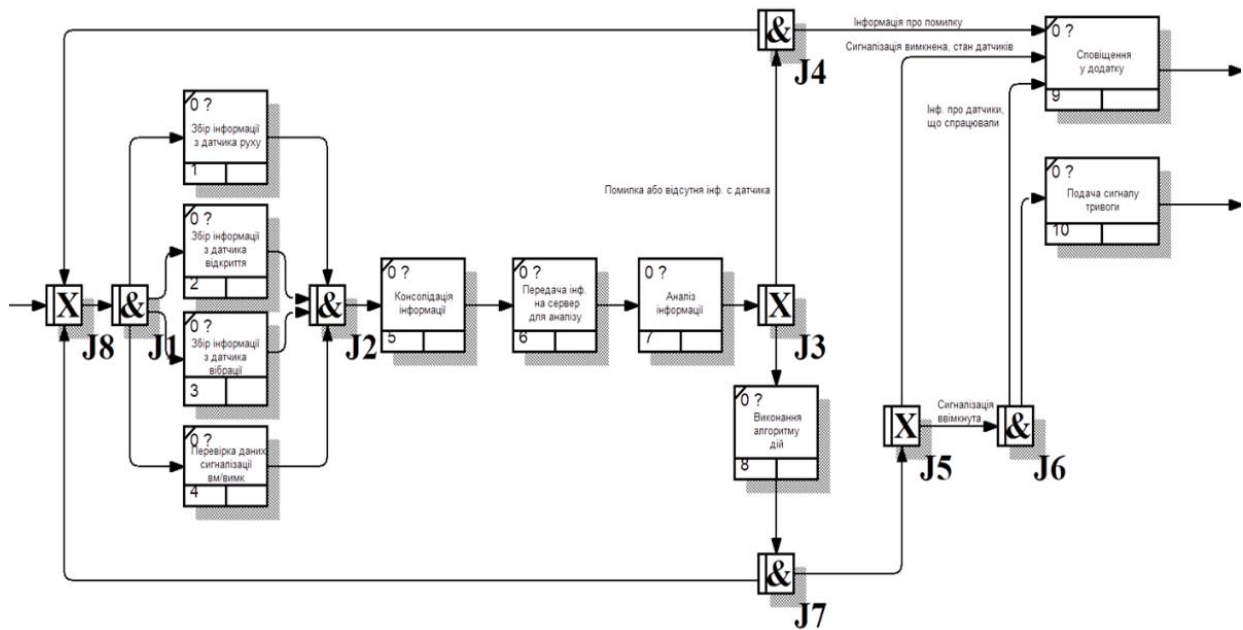 &
J4
Інформація про помилку
Сигналізація вимкнена, стан датчиків
0 ?
Сповіщення
у додатку
9
Інф. про датчики,
що спрацювали
0 ?
Подача сигналу
тривоги
10
Помилка або відсутня інф. с датчика
0 ?
Збір інформації
з датчика руху
1
0 ?
Збір інформації
з датчика
відкриття
2
0 ?
Збір інформації
з датчика
вібрації
3
0 ?
Перевірка даних
сигналізації
вм/вимк
4
X
J8
&
J1
&
J2
0 ?
Консолідація
інформації
5
0 ?
Передача інф.
на сервер
для аналізу
6
0 ?
Аналіз
інформації
7
X
J3
0 ?
Виконання
алгоритму
дій
8
X
J5
Сигналізація
ввімкнута
&
J6
&
J7